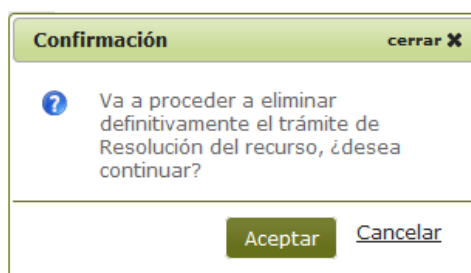 Confirmación
cerrar ✖
Va a proceder a eliminar
definitivamente el trámite de
Resolución del recurso, ¿desea
continuar?
Aceptar
Cancelar